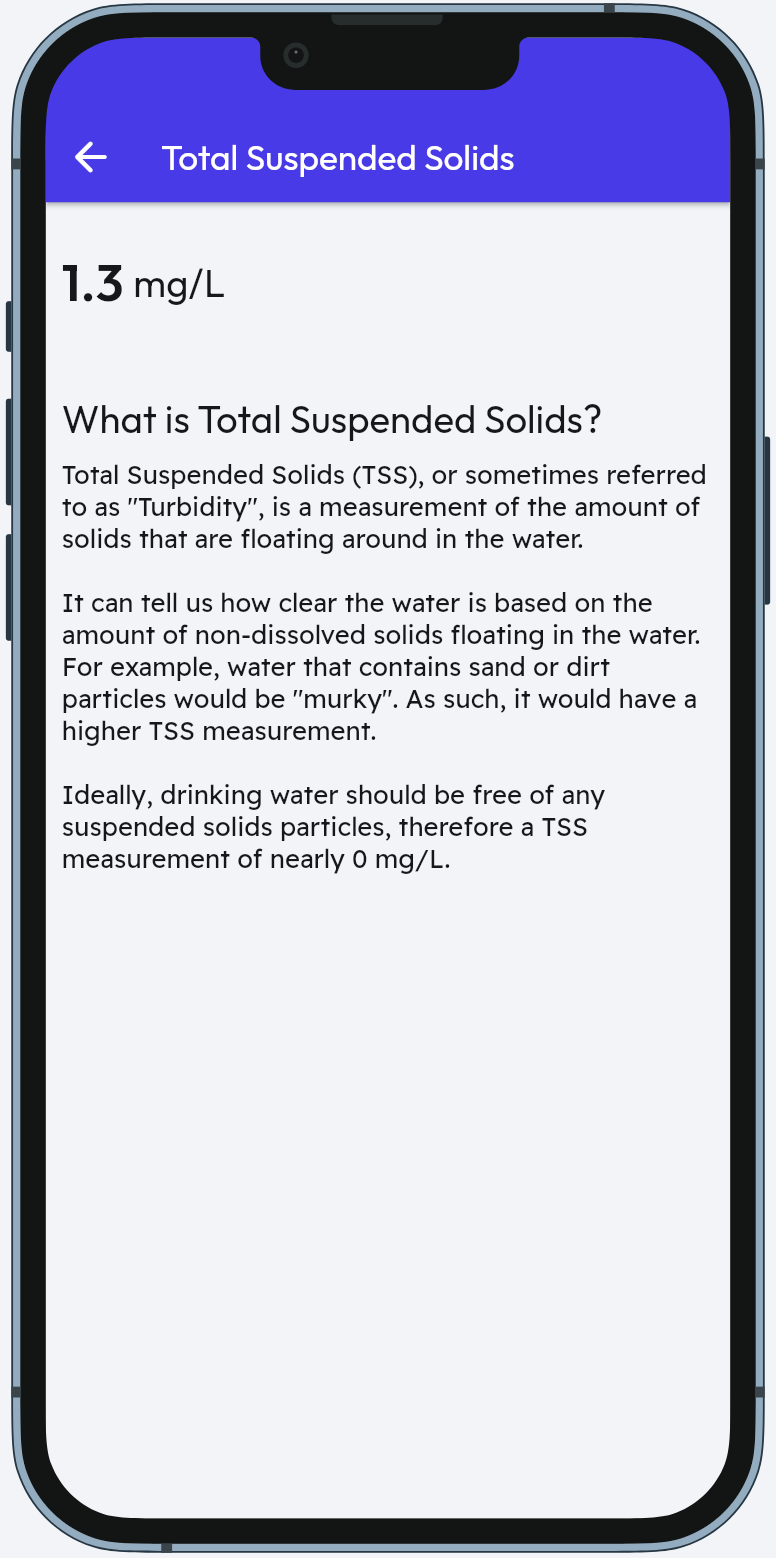 Total Suspended Solids
1.3 mg/L
What is Total Suspended Solids?
Total Suspended Solids (TSS), or sometimes referred
to as "Turbidity", is a measurement of the amount of
solids that are floating around in the water.
It can tell us how clear the water is based on the
amount of non-dissolved solids floating in the water.
For example, water that contains sand or dirt
particles would be "murky". As such, it would have a
higher TSS measurement.
Ideally, drinking water should be free of any
suspended solids particles, therefore a TSS
measurement of nearly 0 mg/L.